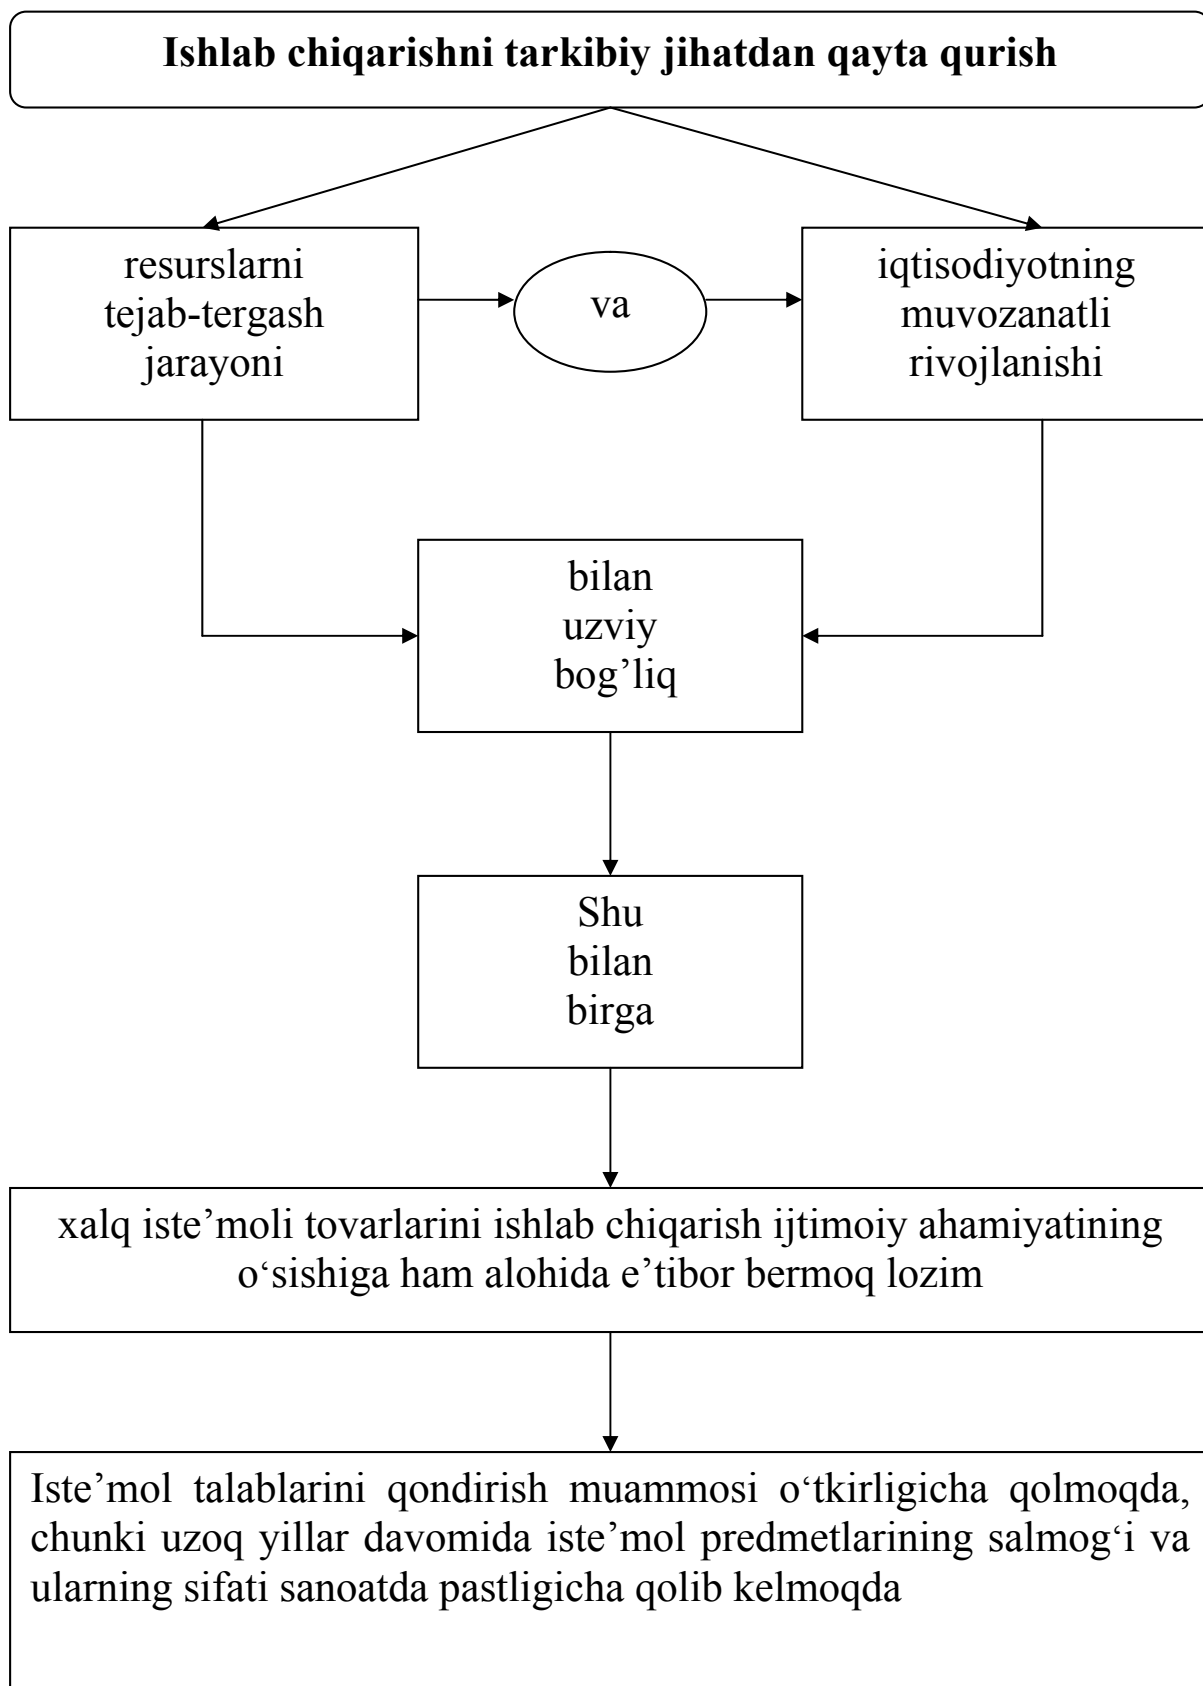 Ishlab chiqarishni tarkibiy jihatdan qayta qurish
resurslarni
tejab-tergash
jarayoni
va
iqtisodiyotning
muvozanatli
rivojlanishi
bilan
uzviy
bog’liq
Shu
bilan
birga
xalq iste’moli tovarlarini ishlab chiqarish ijtimoiy ahamiyatining
o‘sishiga ham alohida e’tibor bermoq lozim
Iste’mol talablarini qondirish muammosi o‘tkirligicha qolmoqda,
chunki uzoq yillar davomida iste’mol predmetlarining salmog‘i va
ularning sifati sanoatda pastligicha qolib kelmoqda